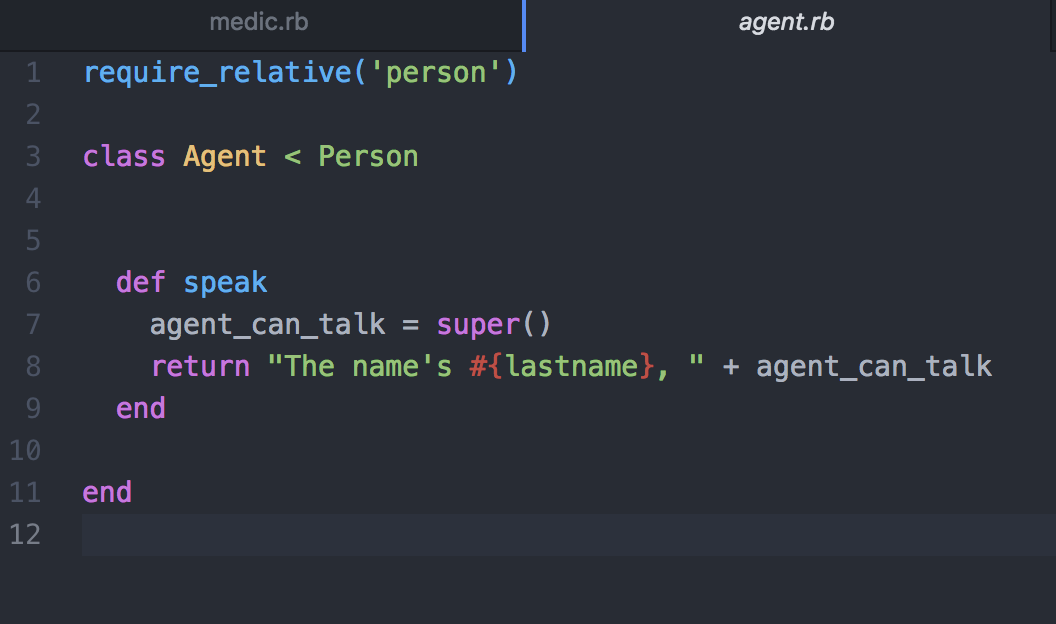 medic.rb agent.rb
1 require_relative('person')
2
3 class Agent < Person
4
5
6 def speak
7 agent_can_talk = super()
8 return "The name's #{lastname}, " + agent_can_talk
9 end
10
11 end
12